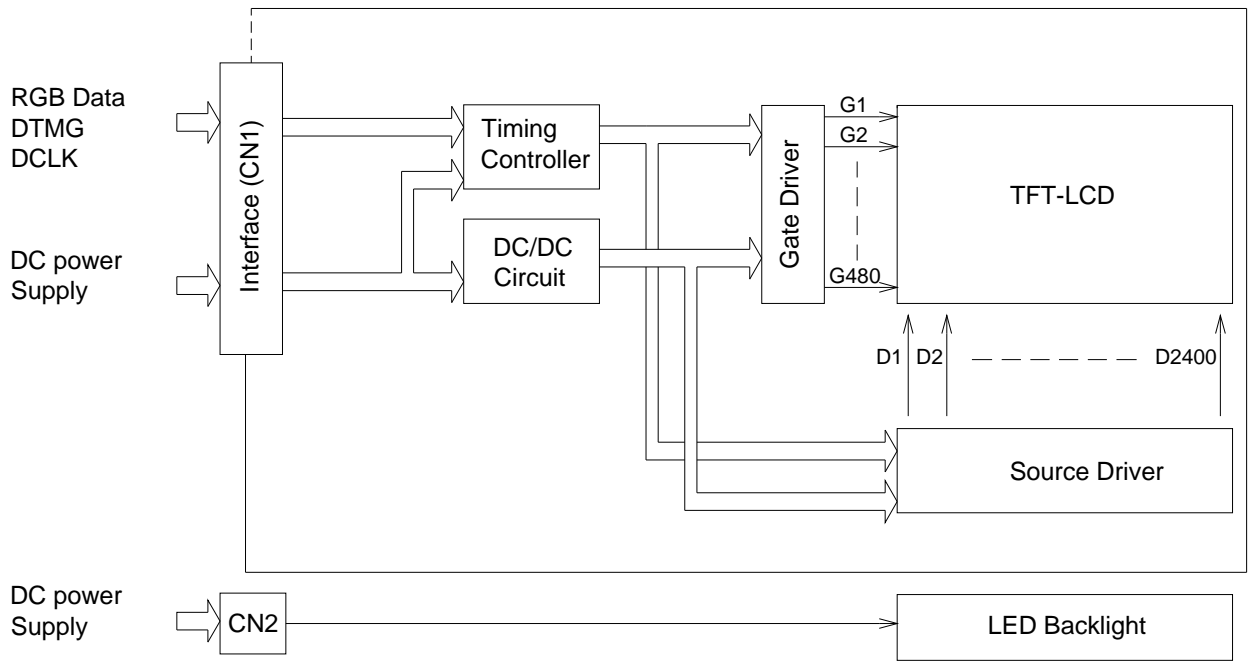 RGB Data
DTMG
DCLK
DC power
Supply
Interface (CN1)
Timing
Controller
DC/DC
Circuit
Gate Driver
G1
G2
G480
TFT-LCD
D1
D2
D2400
Source Driver
DC power
Supply
CN2
LED Backlight